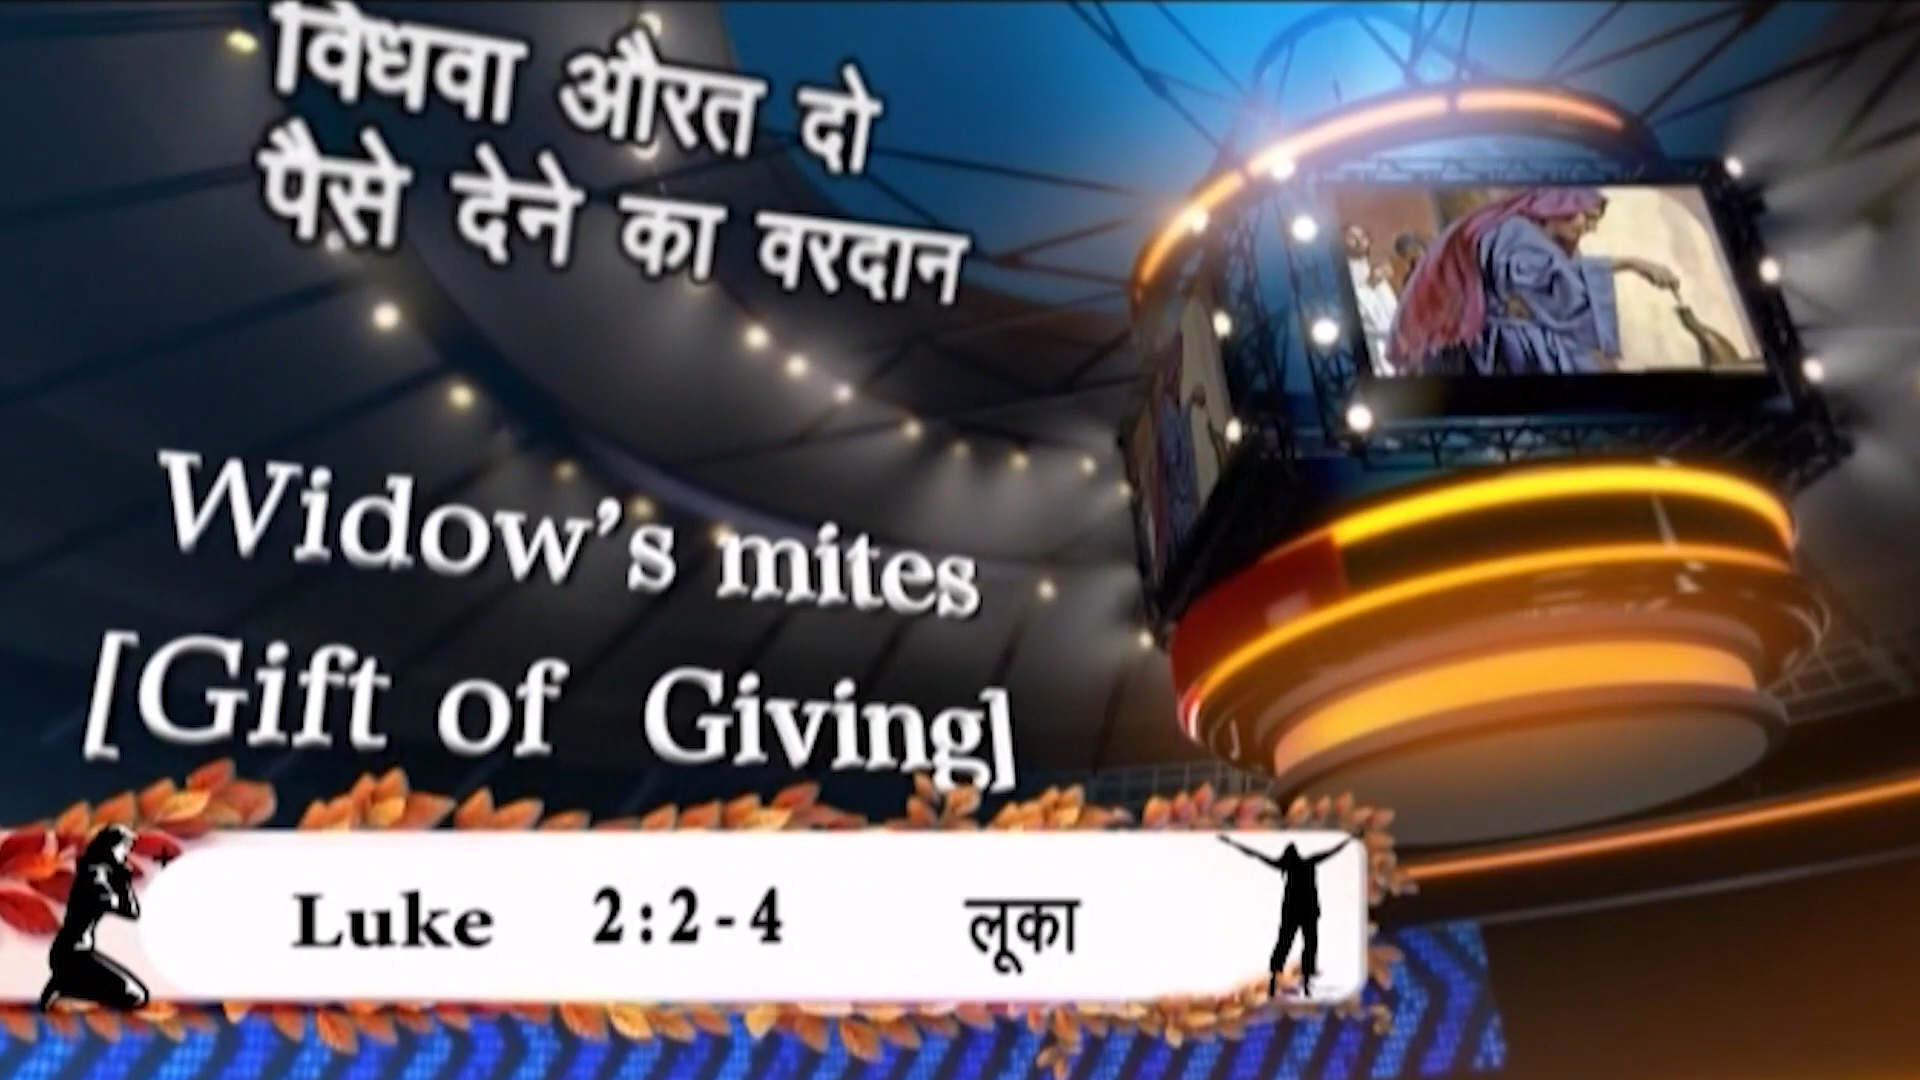 विधवा औरत दो
पैसे देने का वरदान
Widow's mites
[Gift of Giving]
Luke 2:2-4 लूका